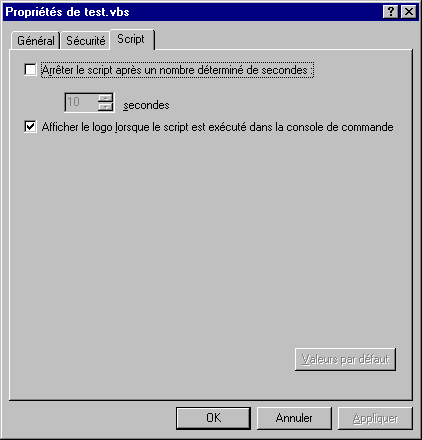 Propriétés de test.vbs
Général Sécurité Script
Arrêter le script après un nombre déterminé de secondes :
10 secondes
Afficher le logo lorsque le script est exécuté dans la console de commande
Valeurs par défaut
OK Annuler Appliquer